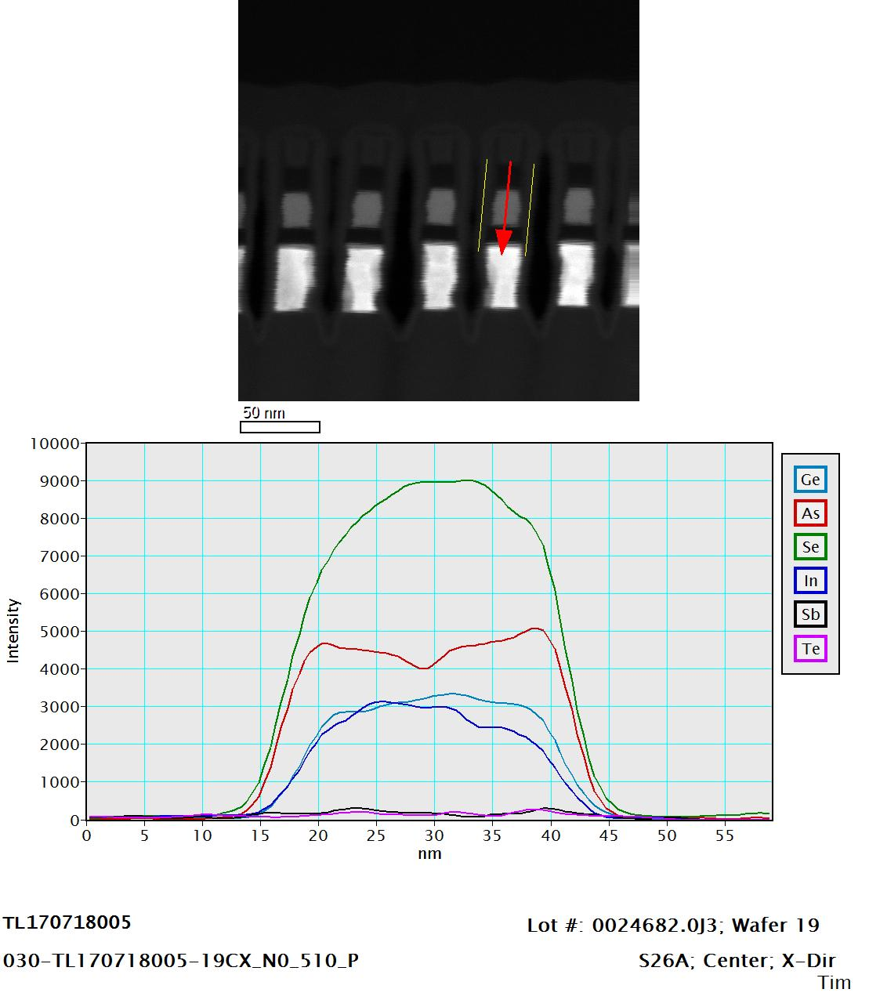 50 nm
10000
9000
8000
7000
6000
5000
4000
3000
2000
1000
0
Intensity
0 5 10 15 20 25 30 35 40 45 50 55
nm
Ge
As
Se
In
Sb
Te
TL170718005
Lot #: 0024682.0J3; Wafer 19
030-TL170718005-19CX_N0_510_P
S26A; Center; X-Dir
Tim